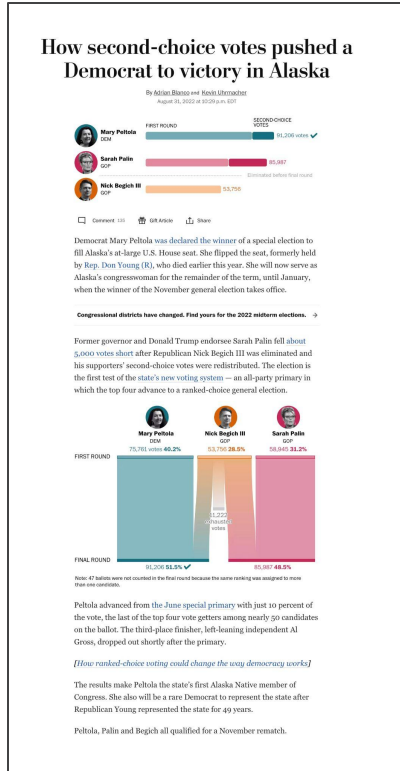 How second-choice votes pushed a
Democrat to victory in Alaska
By Adrian Blanco and Kevin Uhrmacher
August 31, 2022 at 10:29 p.m. EDT
FIRST ROUND
SECOND-CHOICE
VOTES
Mary Peltola
DEM
91,206 votes ✓
Sarah Palin
GOP
85,987
Eliminated before final round
Nick Begich III
GOP
53,756
Comment
Gift Article
Share
Democrat Mary Peltola was declared the winner of a special election to
fill Alaska's at-large U.S. House seat. She flipped the seat, formerly held
by Rep. Don Young (R), who died earlier this year. She will now serve as
Alaska's congresswoman for the remainder of the term, until January,
when the winner of the November general election takes office.
Congressional districts have changed. Find yours for the 2022 midterm elections. →
Former governor and Donald Trump endorsee Sarah Palin fell about
5,000 votes short after Republican Nick Begich III was eliminated and
his supporters' second-choice votes were redistributed. The election is
the first test of the state's new voting system — an all-party primary in
which the top four advance to a ranked-choice general election.
Mary Peltola
DEM
75,761 votes 40.2%
Nick Begich III
GOP
53,756 28.5%
Sarah Palin
GOP
58,945 31.2%
FIRST ROUND
11,222
exhausted
votes
FINAL ROUND
91,206 51.5% ✓
85,987 48.5%
Note: 47 ballots were not counted in the final round because the same ranking was assigned to more
than one candidate.
Peltola advanced from the June special primary with just 10 percent of
the vote, the last of the top four vote getters among nearly 50 candidates
on the ballot. The third-place finisher, left-leaning independent Al
Gross, dropped out shortly after the primary.
[How ranked-choice voting could change the way democracy works]
The results make Peltola the state's first Alaska Native member of
Congress. She also will be a rare Democrat to represent the state after
Republican Young represented the state for 49 years.
Peltola, Palin and Begich all qualified for a November rematch.